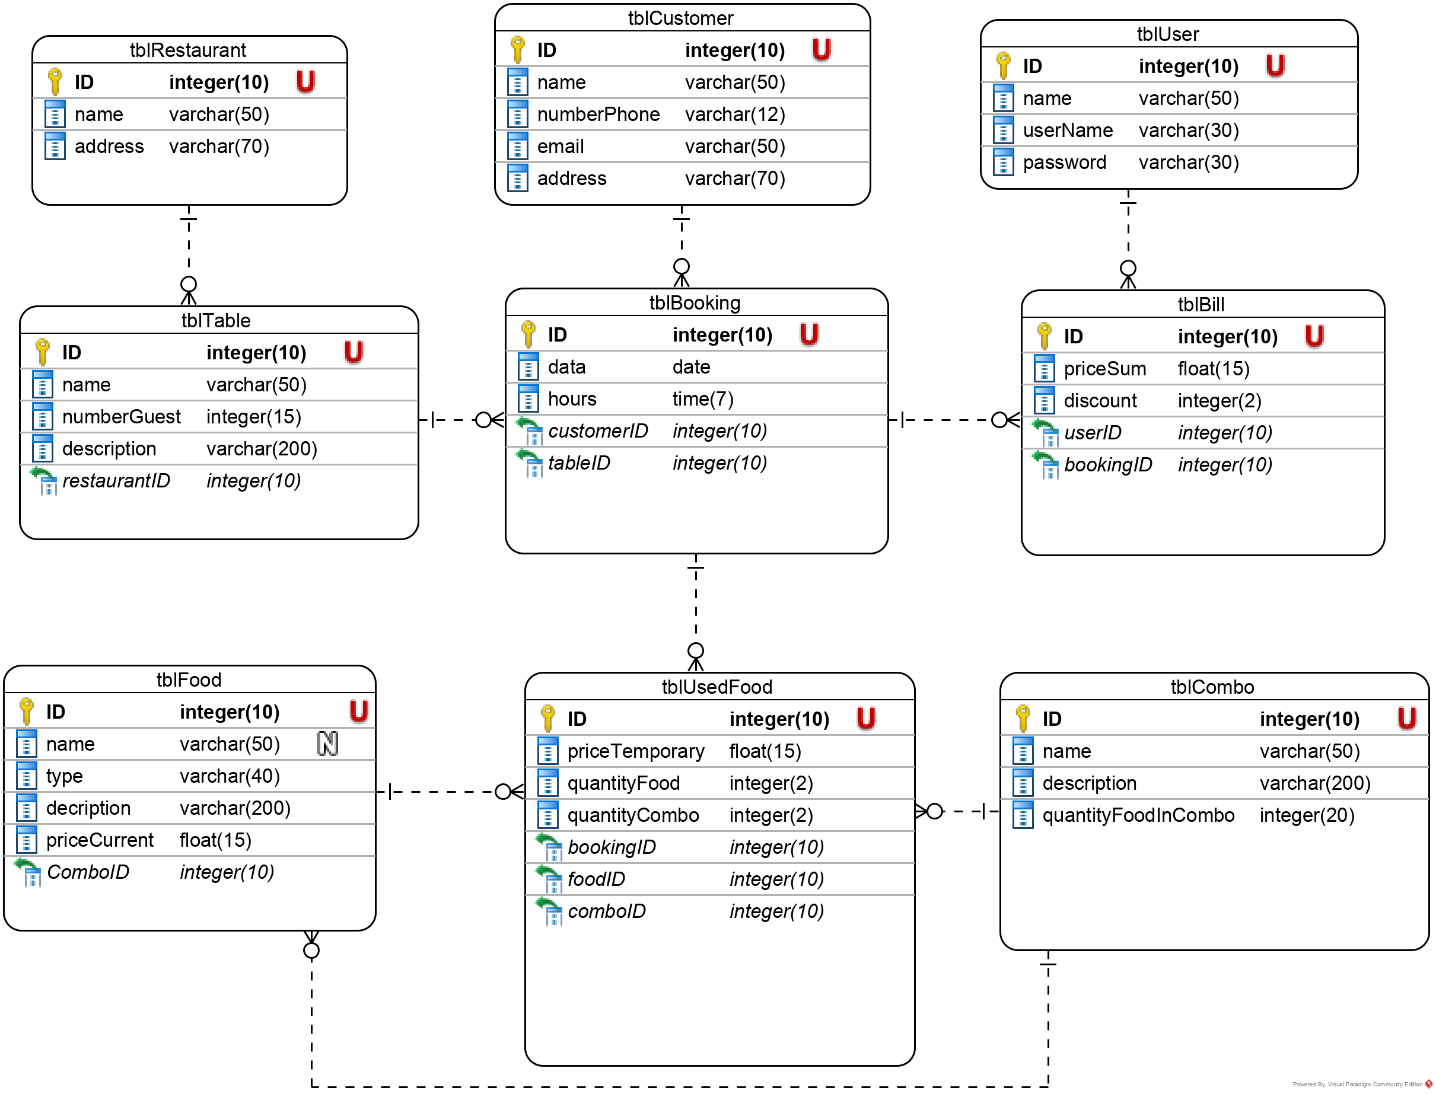 tblRestaurant
ID integer(10) U
name varchar(50)
address varchar(70)
tblCustomer
ID integer(10) U
name varchar(50)
numberPhone varchar(12)
email varchar(50)
address varchar(70)
tblUser
ID integer(10) U
name varchar(50)
userName varchar(30)
password varchar(30)
tblTable
ID integer(10) U
name varchar(50)
numberGuest integer(15)
description varchar(200)
restaurantID integer(10)
tblBooking
ID integer(10) U
data date
hours time(7)
customerID integer(10)
tableID integer(10)
tblBill
ID integer(10) U
priceSum float(15)
discount integer(2)
userID integer(10)
bookingID integer(10)
tblFood
ID integer(10) U
name varchar(50) N
type varchar(40)
decription varchar(200)
priceCurrent float(15)
ComboID integer(10)
tblUsedFood
ID integer(10) U
priceTemporary float(15)
quantityFood integer(2)
quantityCombo integer(2)
bookingID integer(10)
foodID integer(10)
comboID integer(10)
tblCombo
ID integer(10) U
name varchar(50)
description varchar(200)
quantityFoodInCombo integer(20)
Powered By Visual Paradigm Community Edition